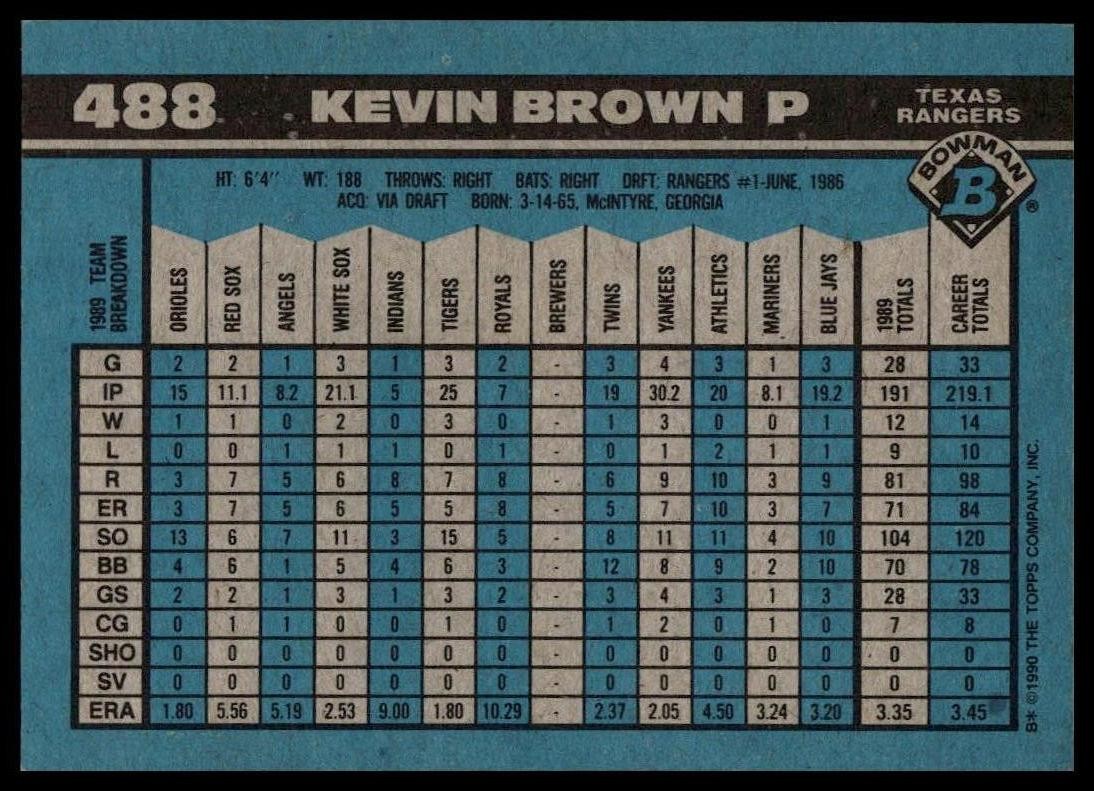 488 KEVIN BROWN P TEXAS
RANGERS
BOWMAN
B
®
HT: 6'4'' WT: 188 THROWS: RIGHT BATS: RIGHT DRFT: RANGERS #1-JUNE, 1986
ACQ: VIA DRAFT BORN: 3-14-65, McINTYRE, GEORGIA
1989 TEAM BREAKDOWN ORIOLES RED SOX ANGELS WHITE SOX INDIANS TIGERS ROYALS BREWERS TWINS YANKEES ATHLETICS MARINERS BLUE JAYS 1989 TOTALS CAREER TOTALS
G 2 2 1 3 1 3 2 - 3 4 3 1 3 28 33
IP 15 11.1 8.2 21.1 5 25 7 - 19 30.2 20 8.1 19.2 191 219.1
W 1 1 0 2 0 3 0 - 1 3 0 0 1 12 14
L 0 0 1 1 1 0 1 - 0 1 2 1 1 9 10
R 3 7 5 6 8 7 8 - 6 9 10 3 9 81 98
ER 3 7 5 6 5 5 8 - 5 7 10 3 7 71 84
SO 13 6 7 11 3 15 5 - 8 11 11 4 10 104 120
BB 4 6 1 5 4 6 3 - 12 8 9 2 10 70 78
GS 2 2 1 3 1 3 2 - 3 4 3 1 3 28 33
CG 0 1 1 0 0 1 0 - 1 2 0 1 0 7 8
SHO 0 0 0 0 0 0 0 - 0 0 0 0 0 0 0
SV 0 0 0 0 0 0 0 - 0 0 0 0 0 0 0
ERA 1.80 5.56 5.19 2.53 9.00 1.80 10.29 - 2.37 2.05 4.50 3.24 3.20 3.35 3.45
B* ©1990 THE TOPPS COMPANY, INC.